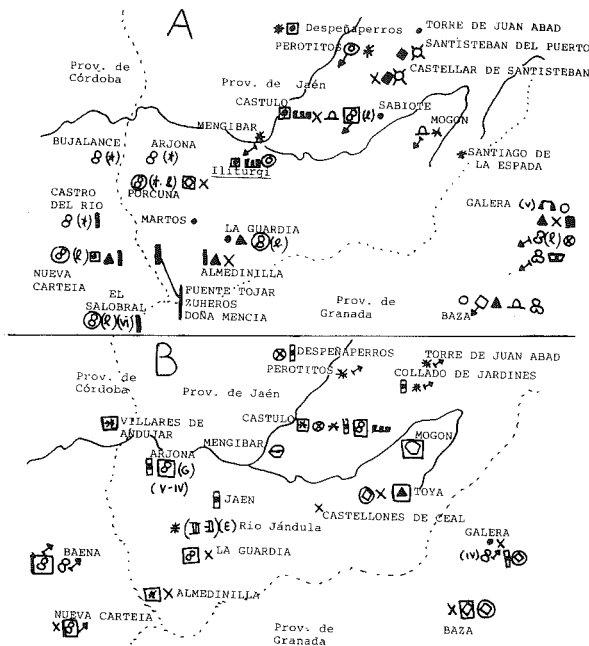 A
Despeñaperros
TORRE DE JUAN ABAD
PEROTITOS
SANTISTEBAN DEL PUERTO
Prov. de
Córdoba
CASTELLAR DE SANTISTEBAN
Prov. de Jaén
CASTULO
(l)
SABIOTE
MENGIBAR
MOGON
BUJALANCE
ARJONA
SANTIAGO DE
LA ESPADA
(*)
(*)
Iliturgi
CASTRO
DEL RIO
(*. l)
PORCUNA
GALERA (V)
(*)
MARTOS
LA GUARDIA
(l)
(l)
(l)
NUEVA
CARTEIA
ALMEDINILLA
EL
SALOBRAL
FUENTE TOJAR
ZUHEROS
DOÑA MENCIA
Prov. de
Granada
BAZA
(l)(VI)
B
DESPEÑAPERROS
TORRE DE JUAN ABAD
PEROTITOS
COLLADO DE JARDINES
Prov. de
Córdoba
Prov. de Jaén
VILLARES DE
ANDUJAR
CASTULO
MENGIBAR
MOGON
ARJONA
(G)
(V-IV)
TOYA
JAEN
CASTELLONES DE CEAL
(E) Rio Jándula
GALERA
BAENA
LA GUARDIA
(IV)
ALMEDINILLA
NUEVA CARTEIA
BAZA
Prov. de
Granada